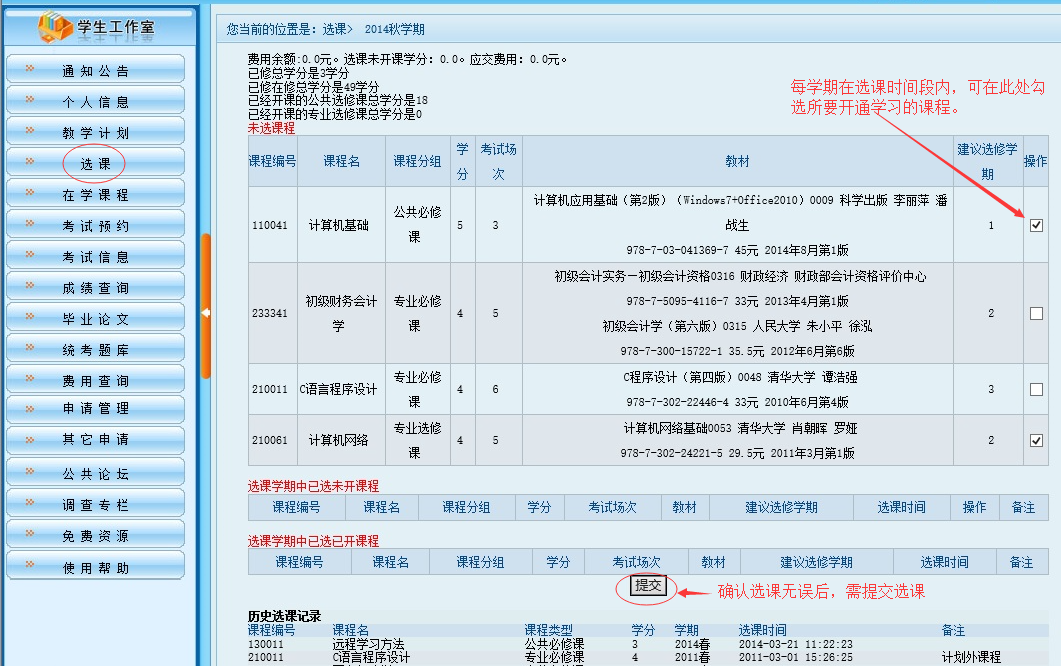 学生工作室
通知公告
个人信息
教学计划
选课
在学课程
考试预约
考试信息
成绩查询
毕业论文
统考题库
费用查询
申请管理
其它申请
公共论坛
调查专栏
免费资源
使用帮助
您当前的位置是：选课> 2014秋学期
费用余额:0.0元。选课未开课学分: 0.0。应交费用: 0.0元。
已修总学分是3学分
已修在修总学分是49学分
已经开课的公共选修课总学分是18
已经开课的专业选修课总学分是0
每学期在选课时间段内，可在此处勾
选所要开通学习的课程。
未选课程
课程编号 课程名 课程分组 学分 考试场次 教材 建议选修学期 操作
110041 计算机基础 公共必修课 5 3 计算机应用基础（第2版）（Windows7+Office2010）0009 科学出版 李丽萍 潘
战生
978-7-03-041369-7 45元 2014年8月第1版 1
233341 初级财务会计学 专业必修课 4 5 初级会计实务－初级会计资格0316 财政经济 财政部会计资格评价中心
978-7-5095-4116-7 33元 2013年4月第1版
初级会计学（第六版）0315 人民大学 朱小平 徐泓
978-7-300-15722-1 35.5元 2012年6月第6版 2
210011 C语言程序设计 专业必修课 4 6 C程序设计（第四版）0048 清华大学 谭浩强
978-7-302-22446-4 33元 2010年6月第4版 3
210061 计算机网络 专业选修课 4 5 计算机网络基础0053 清华大学 肖朝晖 罗娅
978-7-302-24221-5 29.5元 2011年3月第1版 2
选课学期中已选未开课程
课程编号 课程名 课程分组 学分 考试场次 教材 建议选修学期 选课时间 操作 备注
选课学期中已选已开课程
课程编号 课程名 课程分组 学分 考试场次 教材 建议选修学期 选课时间 备注
提交
确认选课无误后，需提交选课
历史选课记录
课程编号 课程名 课程类型 学分 学期 选课时间 备注
130011 远程学习方法 公共必修课 3 2014春 2014-03-21 11:22:23
210011 C语言程序设计 专业必修课 4 2011春 2011-03-01 15:26:25 计划外课程